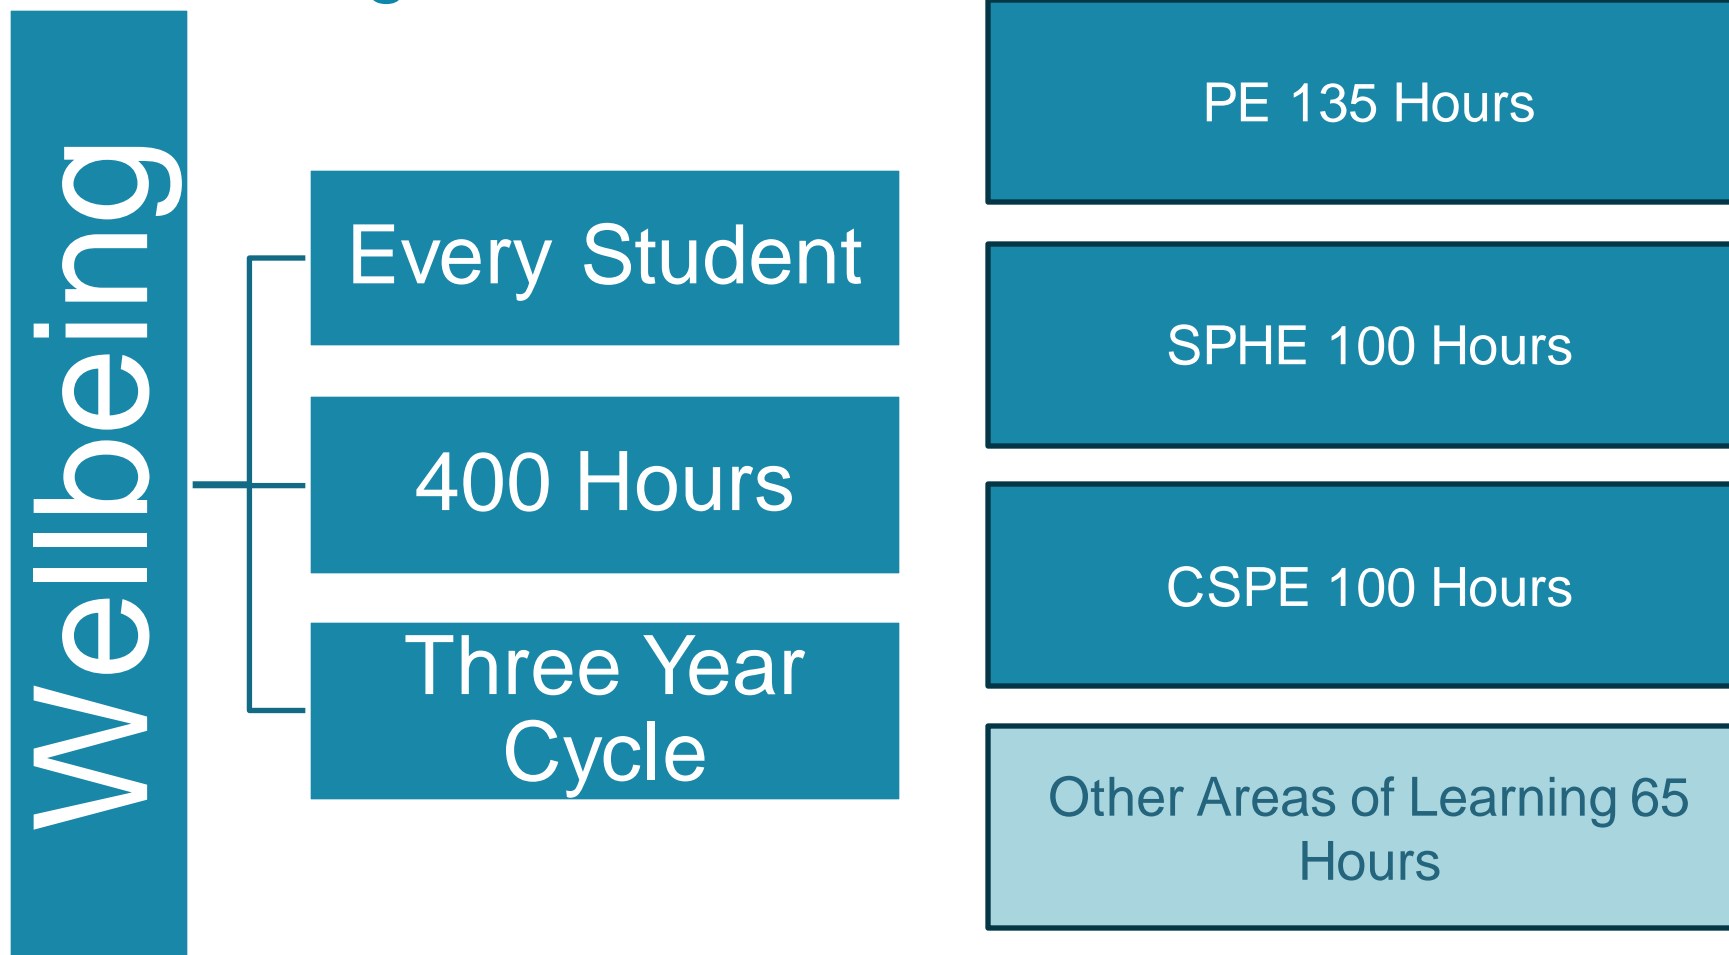 Wellbeing
Every Student
400 Hours
Three Year
Cycle
PE 135 Hours
SPHE 100 Hours
CSPE 100 Hours
Other Areas of Learning 65
Hours